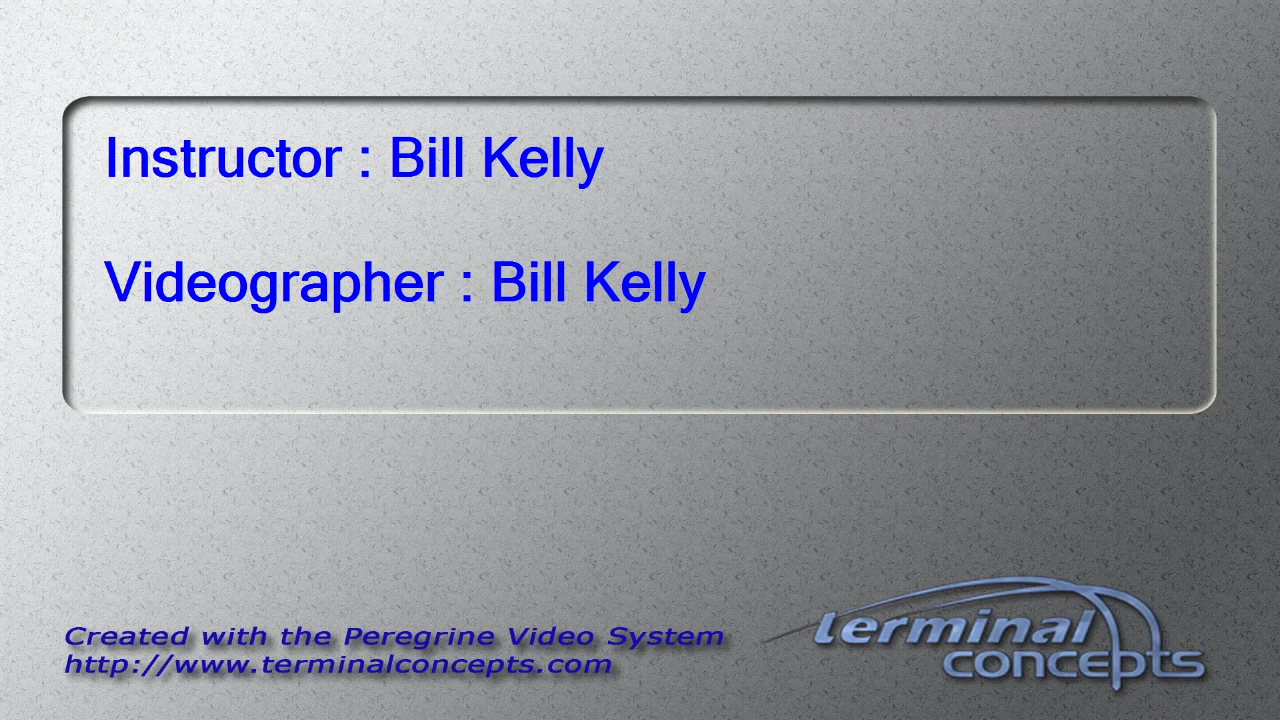 Instructor : Bill Kelly
Videographer : Bill Kelly
Created with the Peregrine Video System
http://www.terminalconcepts.com
terminal
concepts